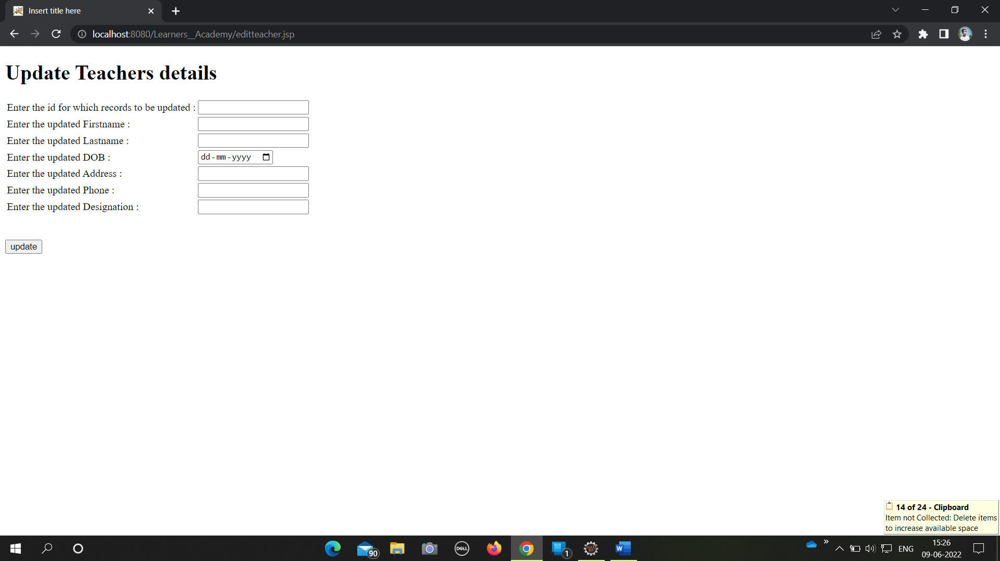 Insert title here
localhost:8080/Learners__Academy/editteacher.jsp
Update Teachers details
Enter the id for which records to be updated :
Enter the updated Firstname :
Enter the updated Lastname :
Enter the updated DOB : dd-mm-yyyy
Enter the updated Address :
Enter the updated Phone :
Enter the updated Designation :
update
14 of 24 - Clipboard
Item not Collected: Delete items
to increase available space
90
DELL
1
W
ENG
15:26
09-06-2022